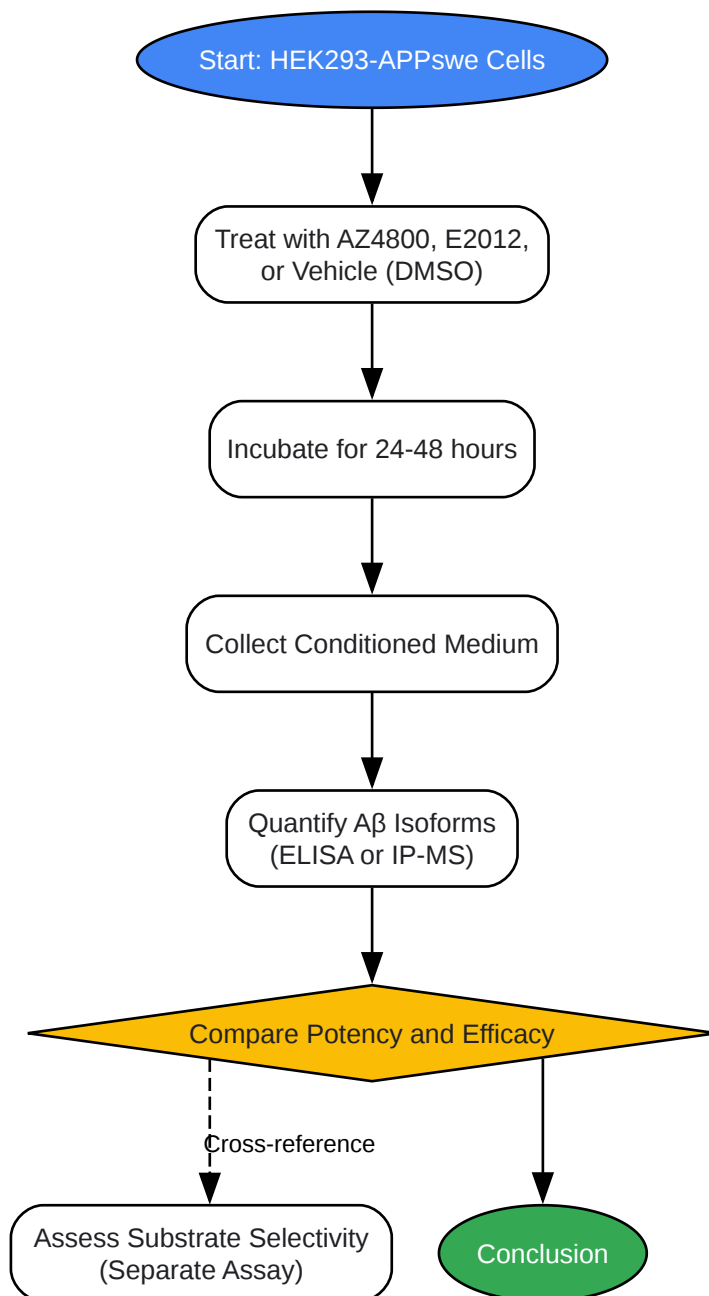 Start: HEK293-APPswe Cells
Treat with AZ4800, E2012,
or Vehicle (DMSO)
Incubate for 24-48 hours
Collect Conditioned Medium
Quantify Aβ Isoforms
(ELISA or IP-MS)
Compare Potency and Efficacy
Cross-reference
Assess Substrate Selectivity
(Separate Assay)
Conclusion